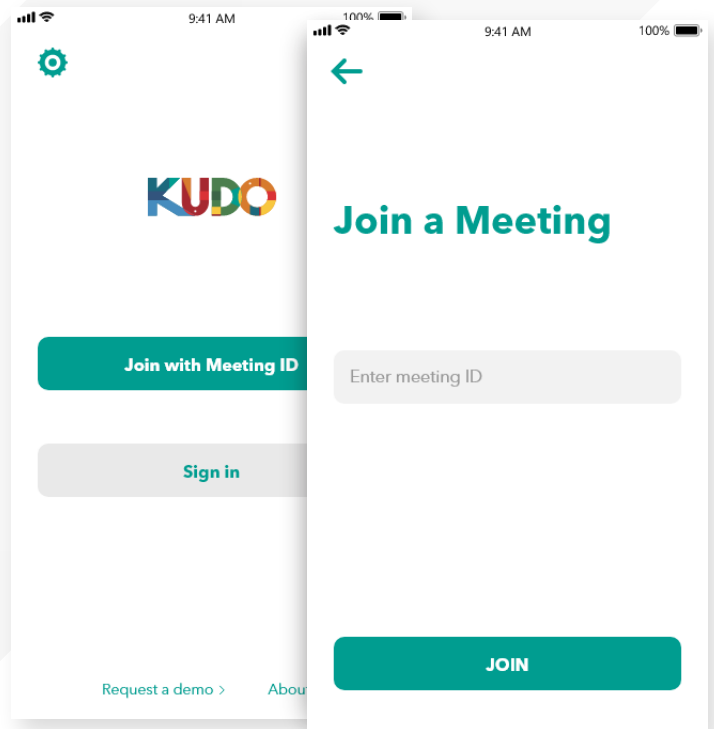 9:41 AM
100%
KUDO
Join with Meeting ID
Sign in
Request a demo >
9:41 AM
100%
Join a Meeting
Enter meeting ID
JOIN